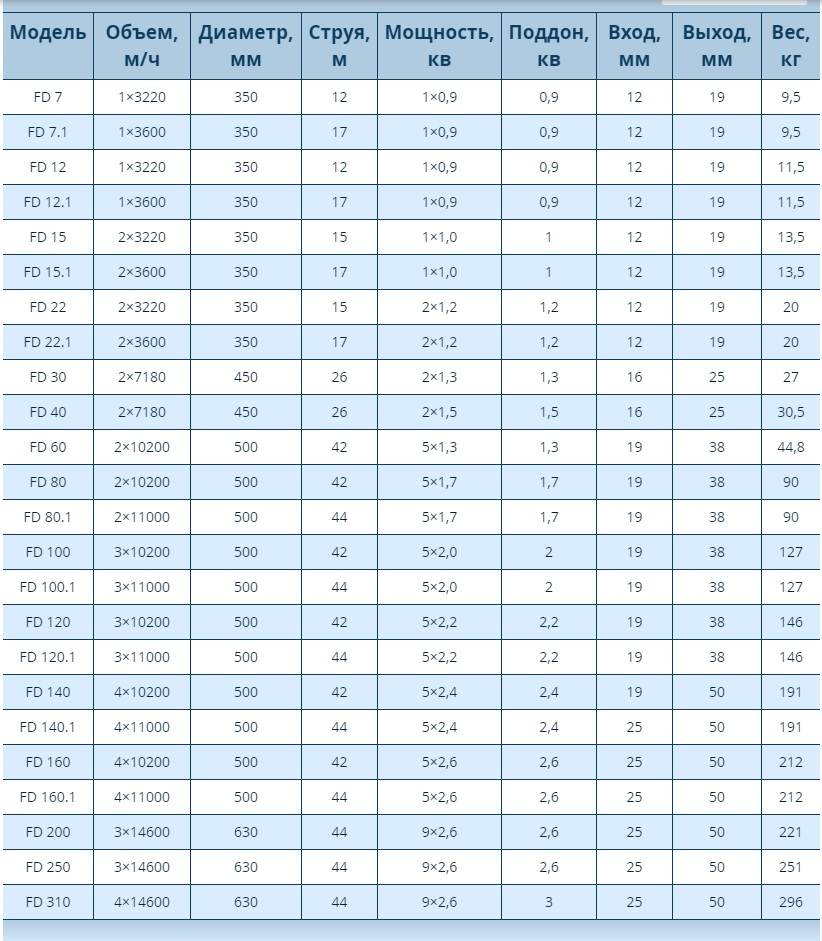 Модель Объем, м/ч Диаметр, мм Струя, м Мощность, кв Поддон, кв Вход, мм Выход, мм Вес, кг
FD 7 1×3220 350 12 1×0,9 0,9 12 19 9,5
FD 7.1 1×3600 350 17 1×0,9 0,9 12 19 9,5
FD 12 1×3220 350 12 1×0,9 0,9 12 19 11,5
FD 12.1 1×3600 350 17 1×0,9 0,9 12 19 11,5
FD 15 2×3220 350 15 1×1,0 1 12 19 13,5
FD 15.1 2×3600 350 17 1×1,0 1 12 19 13,5
FD 22 2×3220 350 15 2×1,2 1,2 12 19 20
FD 22.1 2×3600 350 17 2×1,2 1,2 12 19 20
FD 30 2×7180 450 26 2×1,3 1,3 16 25 27
FD 40 2×7180 450 26 2×1,5 1,5 16 25 30,5
FD 60 2×10200 500 42 5×1,3 1,3 19 38 44,8
FD 80 2×10200 500 42 5×1,7 1,7 19 38 90
FD 80.1 2×11000 500 44 5×1,7 1,7 19 38 90
FD 100 3×10200 500 42 5×2,0 2 19 38 127
FD 100.1 3×11000 500 44 5×2,0 2 19 38 127
FD 120 3×10200 500 42 5×2,2 2,2 19 38 146
FD 120.1 3×11000 500 44 5×2,2 2,2 19 38 146
FD 140 4×10200 500 42 5×2,4 2,4 19 50 191
FD 140.1 4×11000 500 44 5×2,4 2,4 25 50 191
FD 160 4×10200 500 42 5×2,6 2,6 25 50 212
FD 160.1 4×11000 500 44 5×2,6 2,6 25 50 212
FD 200 3×14600 630 44 9×2,6 2,6 25 50 221
FD 250 3×14600 630 44 9×2,6 2,6 25 50 251
FD 310 4×14600 630 44 9×2,6 3 25 50 296